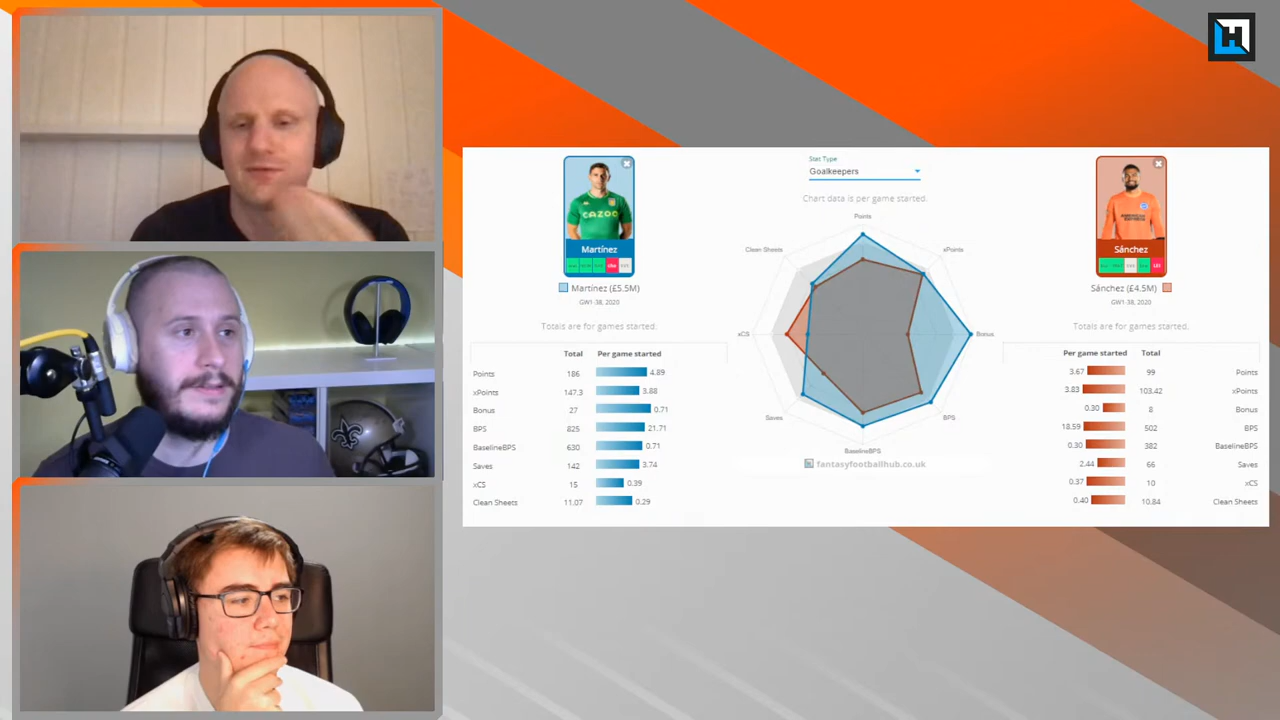 Martínez
Martínez (£5.5M)
GW1-38, 2020
Totals are for games started.
Total Per game started
Points 186 4.89
xPoints 147.3 3.88
Bonus 27 0.71
BPS 825 21.71
BaselineBPS 630 0.71
Saves 142 3.74
xCS 15 0.39
Clean Sheets 11.07 0.29
Stat Type
Goalkeepers
Chart data is per game started.
Points
Clean Sheets
xPoints
xCS
Bonus
Saves
BPS
BaselineBPS
fantasyfootballhub.co.uk
Sánchez
Sánchez (£4.5M)
GW1-38, 2020
Totals are for games started.
Per game started Total
3.67 99 Points
3.83 103.42 xPoints
0.30 8 Bonus
18.59 502 BPS
0.30 382 BaselineBPS
2.44 66 Saves
0.37 10 xCS
0.40 10.84 Clean Sheets
CAZOO